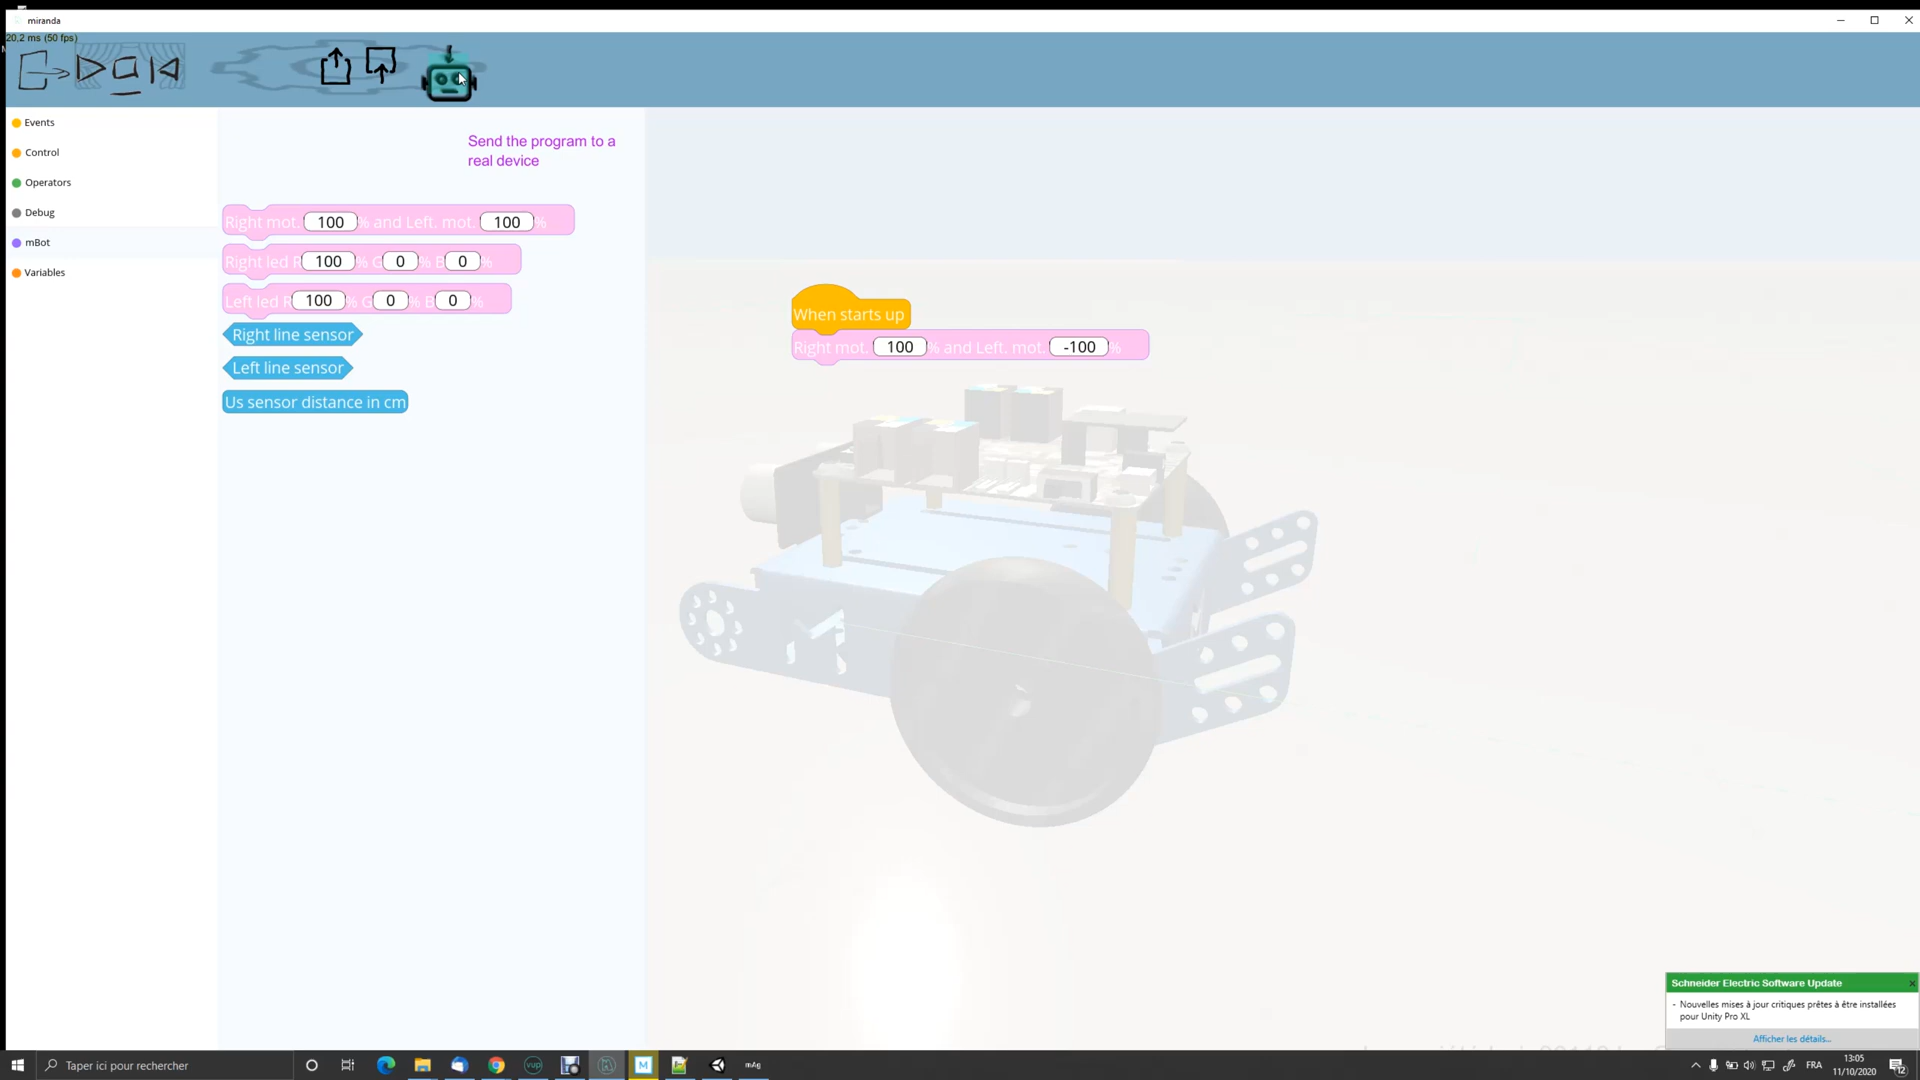 miranda
20,2 ms (50 fps)
Events
Control
Operators
Debug
mBot
Variables
Send the program to a
real device
Right mot. 100 % and Left. mot. 100 %
Right led R 100 % G 0 % B 0 %
Left led R 100 % G 0 % B 0 %
Right line sensor
Left line sensor
Us sensor distance in cm
When starts up
Right mot. 100 % and Left. mot. -100 %
Schneider Electric Software Update
- Nouvelles mises à jour critiques prêtes à être installées
pour Unity Pro XL
Afficher les détails...
Taper ici pour rechercher
vup
M
mAg
FRA
13:05
11/10/2020
12